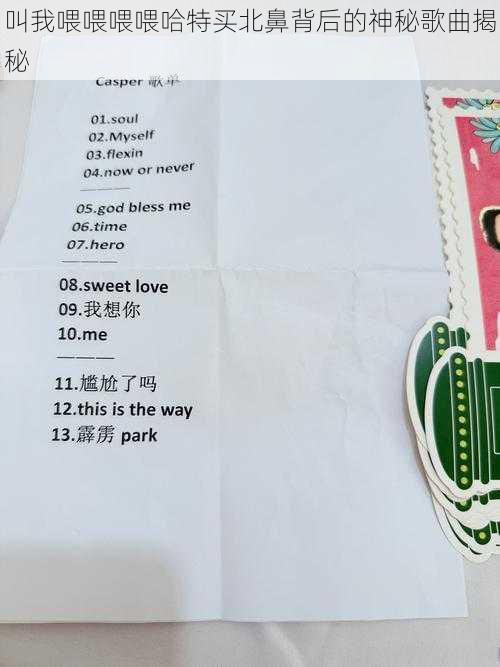 叫我喂喂喂喂哈特买北鼻背后的神秘歌曲揭
秘
Casper 歌单
01.soul
02.Myself
03.flexin
04.now or never
———
05.god bless me
06.time
07.hero
———
08.sweet love
09.我想你
10.me
———
11.尴尬了吗
12.this is the way
13.霹雳 park